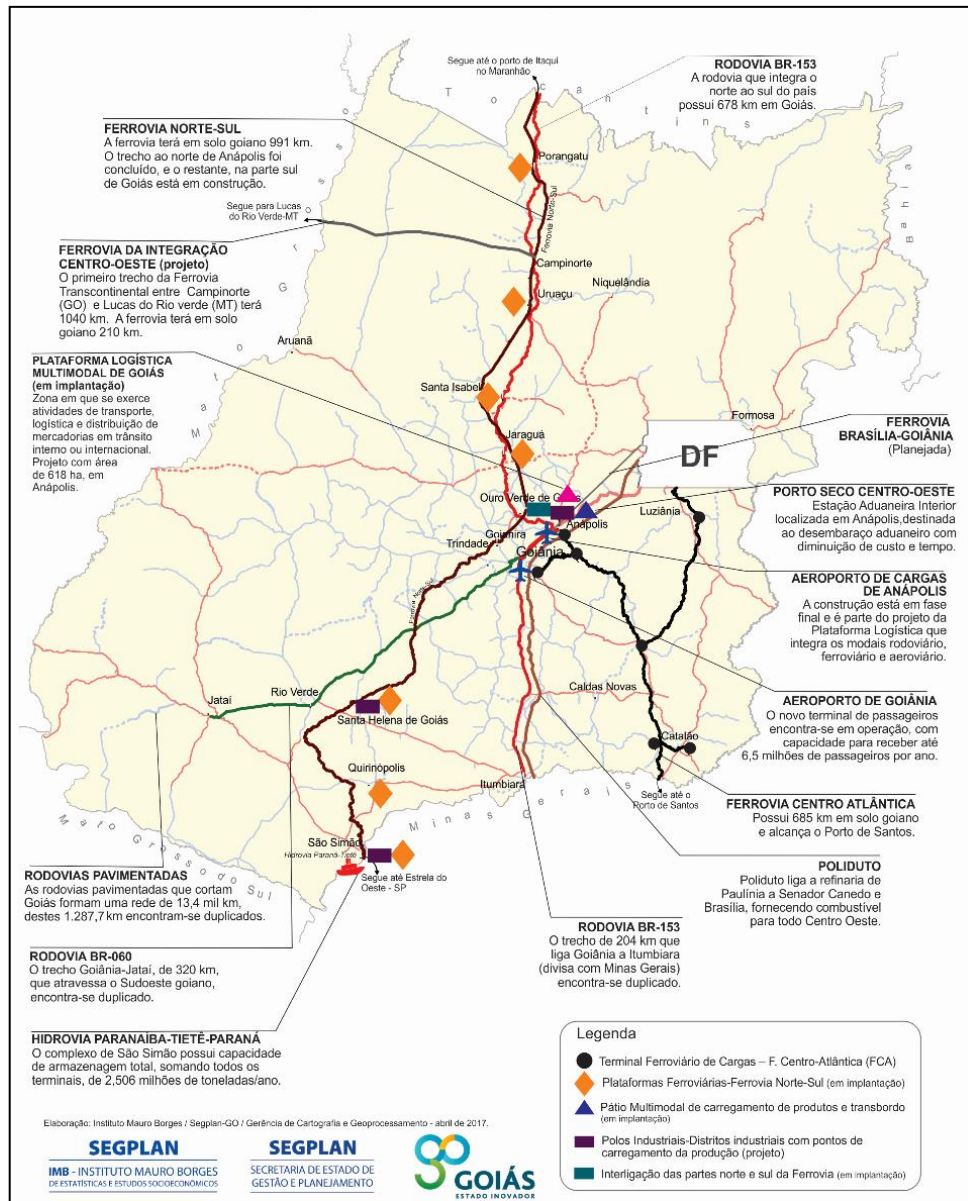 Segue até o porto de Itaqui
no Maranhão
RODOVIA BR-153
A rodovia que integra o
norte ao sul do país
possui 678 km em Goiás.
Tocantins
FERROVIA NORTE-SUL
A ferrovia terá em solo goiano 991 km.
O trecho ao norte de Anápolis foi
concluído, e o restante, na parte sul
de Goiás está em construção.
Porangatu
Ferrovia Norte-Sul
Bahia
Segue para Lucas
do Rio Verde-MT
FERROVIA DA INTEGRAÇÃO
CENTRO-OESTE (projeto)
O primeiro trecho da Ferrovia
Transcontinental entre Campinorte
(GO) e Lucas do Rio verde (MT) terá
1040 km. A ferrovia terá em solo
goiano 210 km.
Campinorte
Niquelândia
Uruaçu
Aruanã
Mato Grosso
PLATAFORMA LOGÍSTICA
MULTIMODAL DE GOIÁS
(em implantação)
Zona em que se exerce
atividades de transporte,
logística e distribuição de
mercadorias em trânsito
interno ou internacional.
Projeto com área
de 618 ha, em
Anápolis.
Santa Isabel
Jaraguá
Formosa
FERROVIA
BRASÍLIA-GOIÂNIA
(Planejada)
DF
Ouro Verde de Goiás
Anápolis
Luziânia
Goianira
Trindade
Goiânia
PORTO SECO CENTRO-OESTE
Estação Aduaneira Interior
localizada em Anápolis,destinada
ao desembaraço aduaneiro com
diminuição de custo e tempo.
AEROPORTO DE CARGAS
DE ANÁPOLIS
A construção está em fase
final e é parte do projeto da
Plataforma Logística que
integra os modais rodoviário,
ferroviário e aeroviário.
Ferrovia Norte-Sul
Jataí
Rio Verde
Santa Helena de Goiás
Caldas Novas
AEROPORTO DE GOIÂNIA
O novo terminal de passageiros
encontra-se em operação, com
capacidade para receber até
6,5 milhões de passageiros por ano.
Catalão
Quirinópolis
Itumbiara
Segue até o
Porto de Santos
Minas Gerais
FERROVIA CENTRO ATLÂNTICA
Possui 685 km em solo goiano
e alcança o Porto de Santos.
Mato Grosso do Sul
São Simão
Hidrovia Paraná-Tietê
Segue até Estrela do
Oeste - SP
RODOVIAS PAVIMENTADAS
As rodovias pavimentadas que cortam
Goiás formam uma rede de 13,4 mil km,
destes 1.287,7 km encontram-se duplicados.
POLIDUTO
Poliduto liga a refinaria de
Paulínia a Senador Canedo e
Brasília, fornecendo combustível
para todo Centro Oeste.
RODOVIA BR-153
O trecho de 204 km que
liga Goiânia a Itumbiara
(divisa com Minas Gerais)
encontra-se duplicado.
RODOVIA BR-060
O trecho Goiânia-Jataí, de 320 km,
que atravessa o Sudoeste goiano,
encontra-se duplicado.
HIDROVIA PARANAÍBA-TIETÊ-PARANÁ
O complexo de São Simão possui capacidade
de armazenagem total, somando todos os
terminais, de 2,506 milhões de toneladas/ano.
Legenda
Terminal Ferroviário de Cargas – F. Centro-Atlântica (FCA)
Plataformas Ferroviárias-Ferrovia Norte-Sul (em implantação)
Pátio Multimodal de carregamento de produtos e transbordo
(em implantação)
Polos Industriais-Distritos industriais com pontos de
carregamento da produção (projeto)
Interligação das partes norte e sul da Ferrovia (em implantação)
Elaboração: Instituto Mauro Borges / Segplan-GO / Gerência de Cartografia e Geoprocessamento - abril de 2017.
SEGPLAN
IMB - INSTITUTO MAURO BORGES
DE ESTATÍSTICAS E ESTUDOS SOCIOECONÔMICOS
SEGPLAN
SECRETARIA DE ESTADO DE
GESTÃO E PLANEJAMENTO
GOIÁS
ESTADO INOVADOR